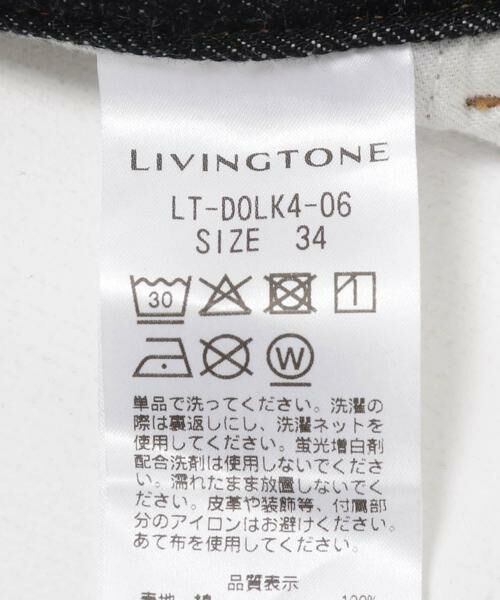 LIVINGTONE
LT-DOLK4-06
SIZE 34
30
W
単品で洗ってください。洗濯の
際は裏返しにし、洗濯ネットを
使用してください。蛍光増白剤
配合洗剤は使用しないでくださ
い。濡れたまま放置しないでく
ださい。皮革や装飾等、付属部
分のアイロンはお避けください。
あて布を使用してください。
品質表示
表地 綿 100%